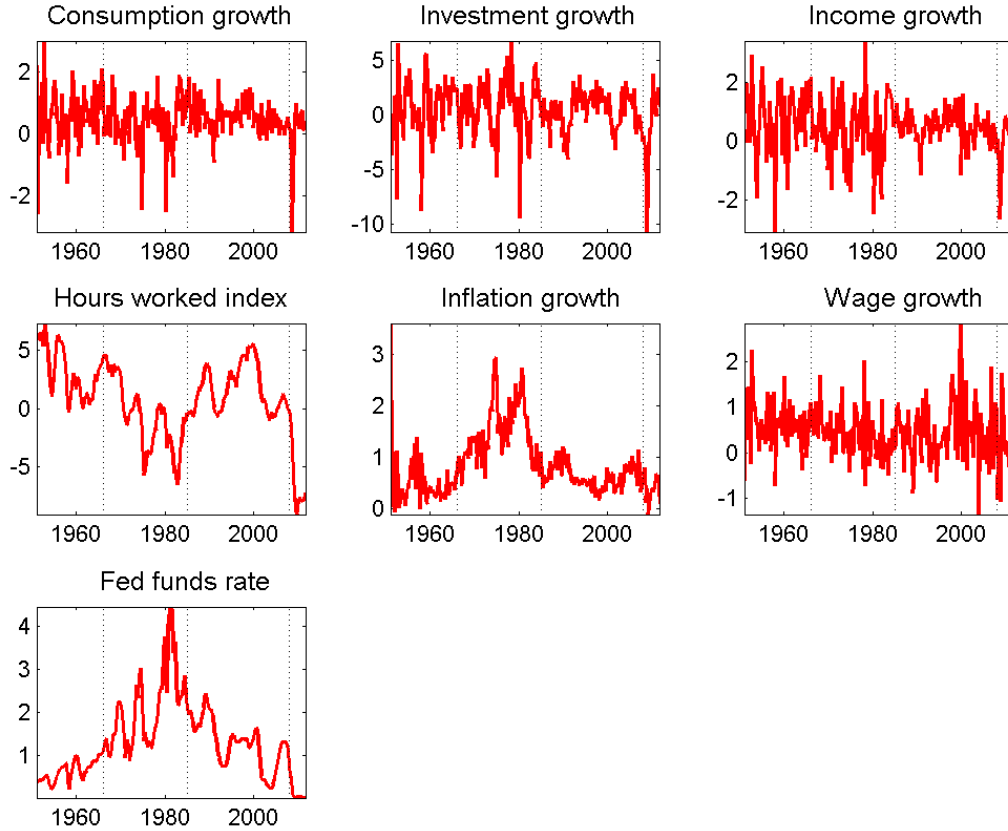 Consumption growth
Investment growth
Income growth
2
0
-2
1960 1980 2000
5
0
-5
-10
1960 1980 2000
2
0
-2
1960 1980 2000
Hours worked index
Inflation growth
Wage growth
5
0
-5
1960 1980 2000
3
2
1
0
1960 1980 2000
2
1
0
-1
1960 1980 2000
Fed funds rate
4
3
2
1
1960 1980 2000